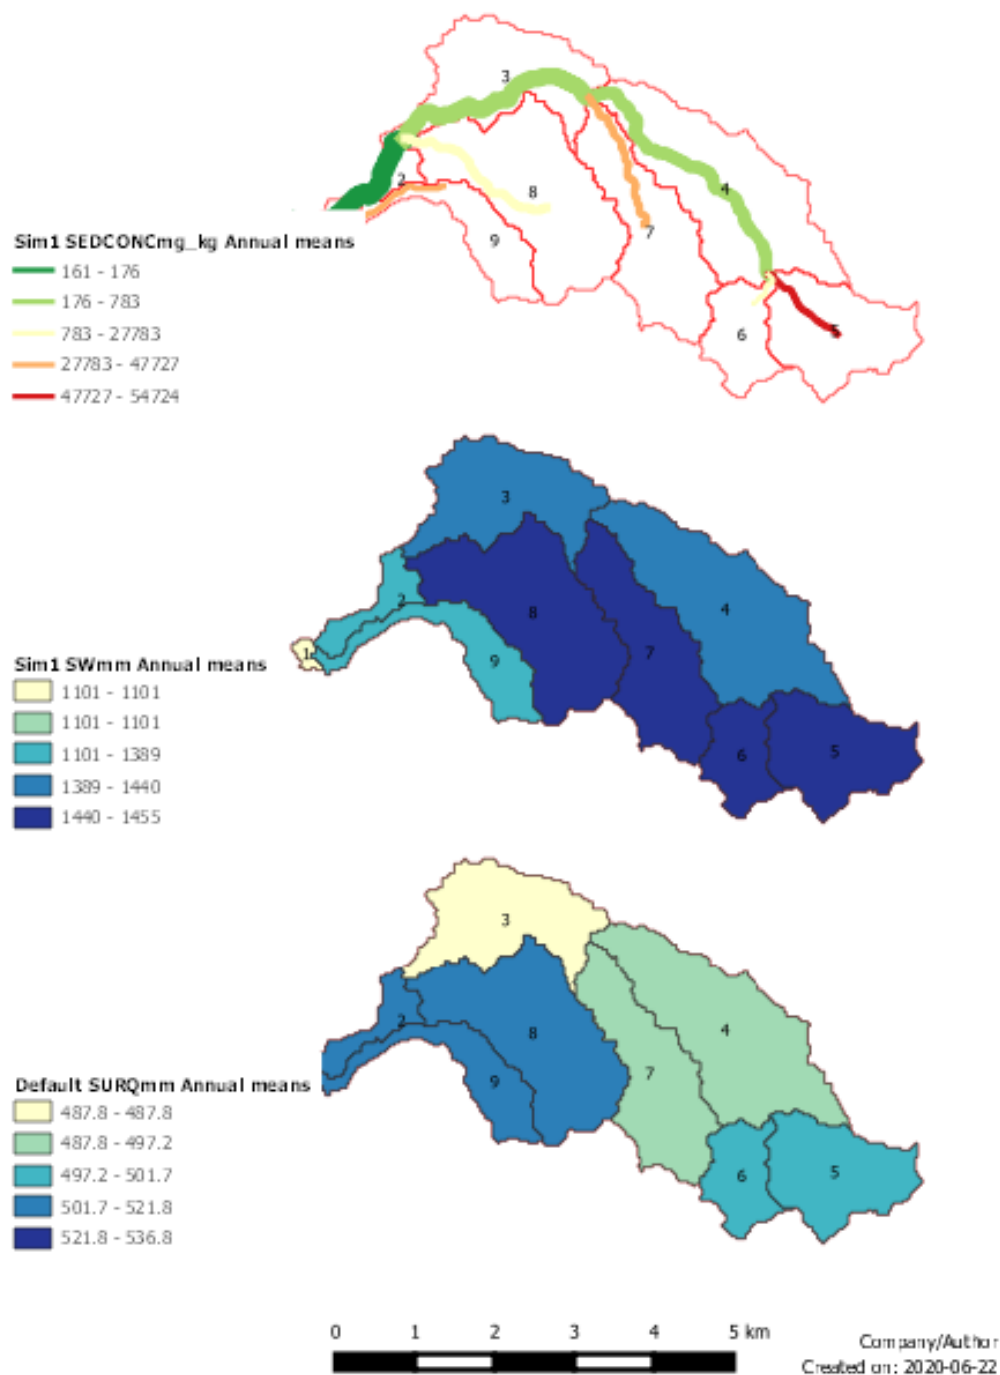 3
4
2
8
7
9
5
6
Sim1 SEDCONCmg_kg Annual means
161 - 176
176 - 783
783 - 27783
27783 - 47727
47727 - 54724
3
4
2
8
1
7
9
5
6
Sim1 SWmm Annual means
1101 - 1101
1101 - 1101
1101 - 1389
1389 - 1440
1440 - 1455
3
4
2
8
7
9
5
6
Default SURQmm Annual means
487.8 - 487.8
487.8 - 497.2
497.2 - 501.7
501.7 - 521.8
521.8 - 536.8
0 1 2 3 4 5 km
Company/Author
Created on: 2020-06-22